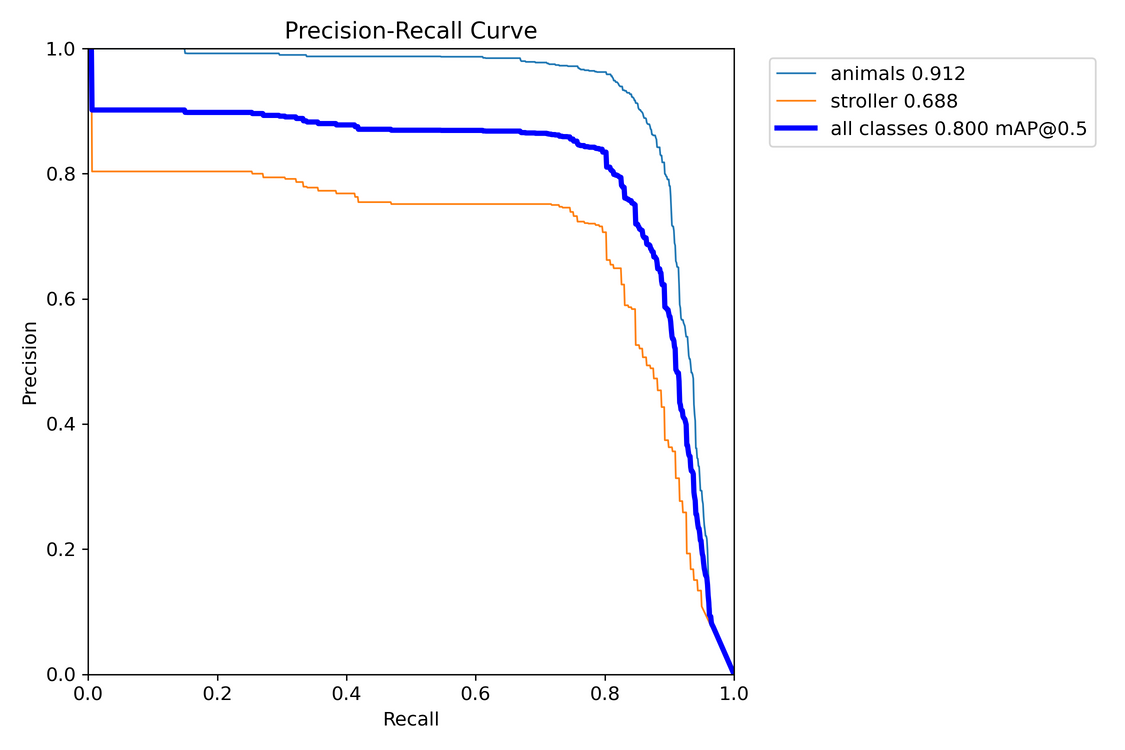 Precision-Recall Curve
animals 0.912
stroller 0.688
all classes 0.800 mAP@0.5
Precision
1.0
0.8
0.6
0.4
0.2
0.0
0.0 0.2 0.4 0.6 0.8 1.0
Recall